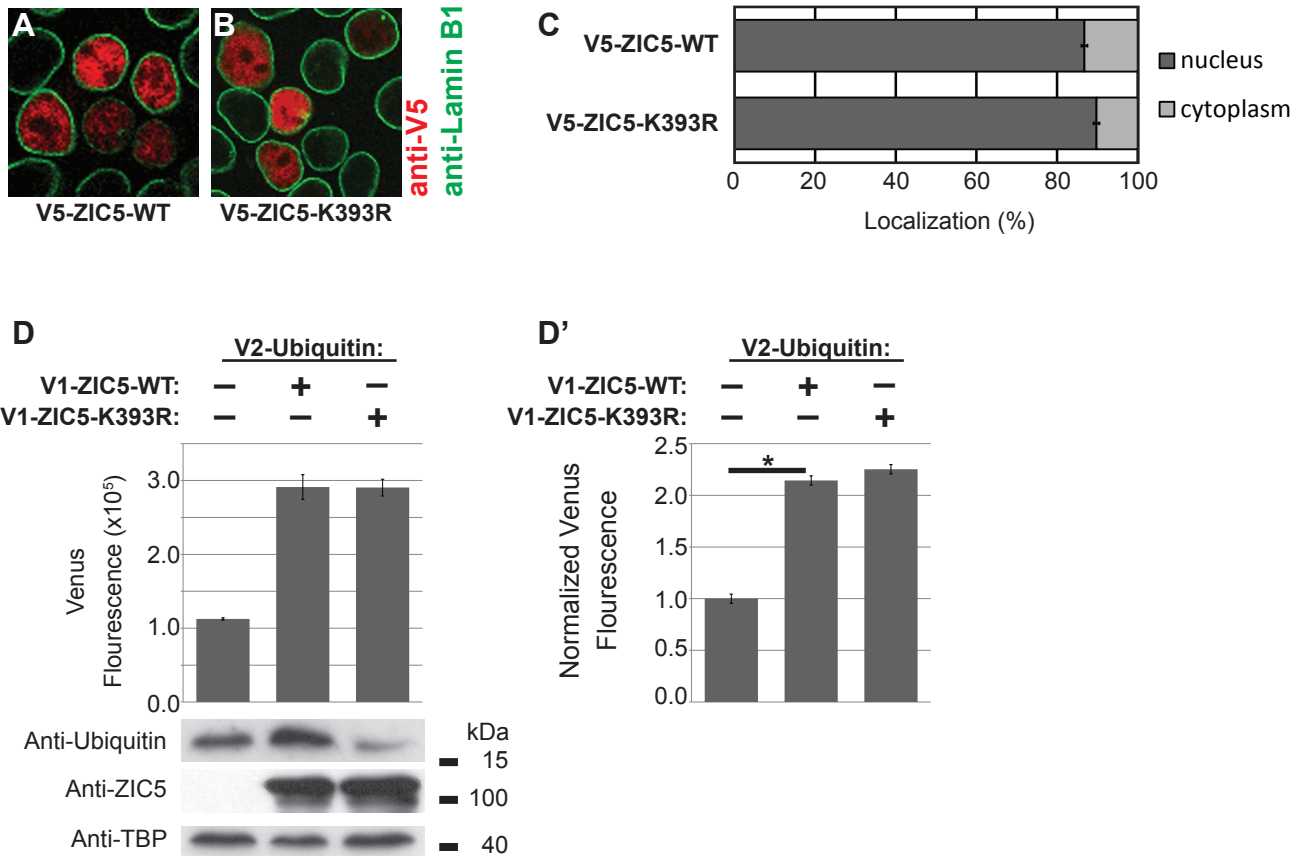 A
B
V5-ZIC5-WT
V5-ZIC5-K393R
anti-V5
anti-Lamin B1
C
V5-ZIC5-WT
V5-ZIC5-K393R
nucleus
cytoplasm
0 20 40 60 80 100
Localization (%)
D
V2-Ubiquitin:
V1-ZIC5-WT: – + –
V1-ZIC5-K393R: – – +
Venus
Flourescence (x10⁵)
3.0
2.0
1.0
0.0
Anti-Ubiquitin
Anti-ZIC5
Anti-TBP
kDa
15
100
40
D'
V2-Ubiquitin:
V1-ZIC5-WT: – + –
V1-ZIC5-K393R: – – +
Normalized Venus
Flourescence
2.5
2.0
1.0
0.5
0.0
*